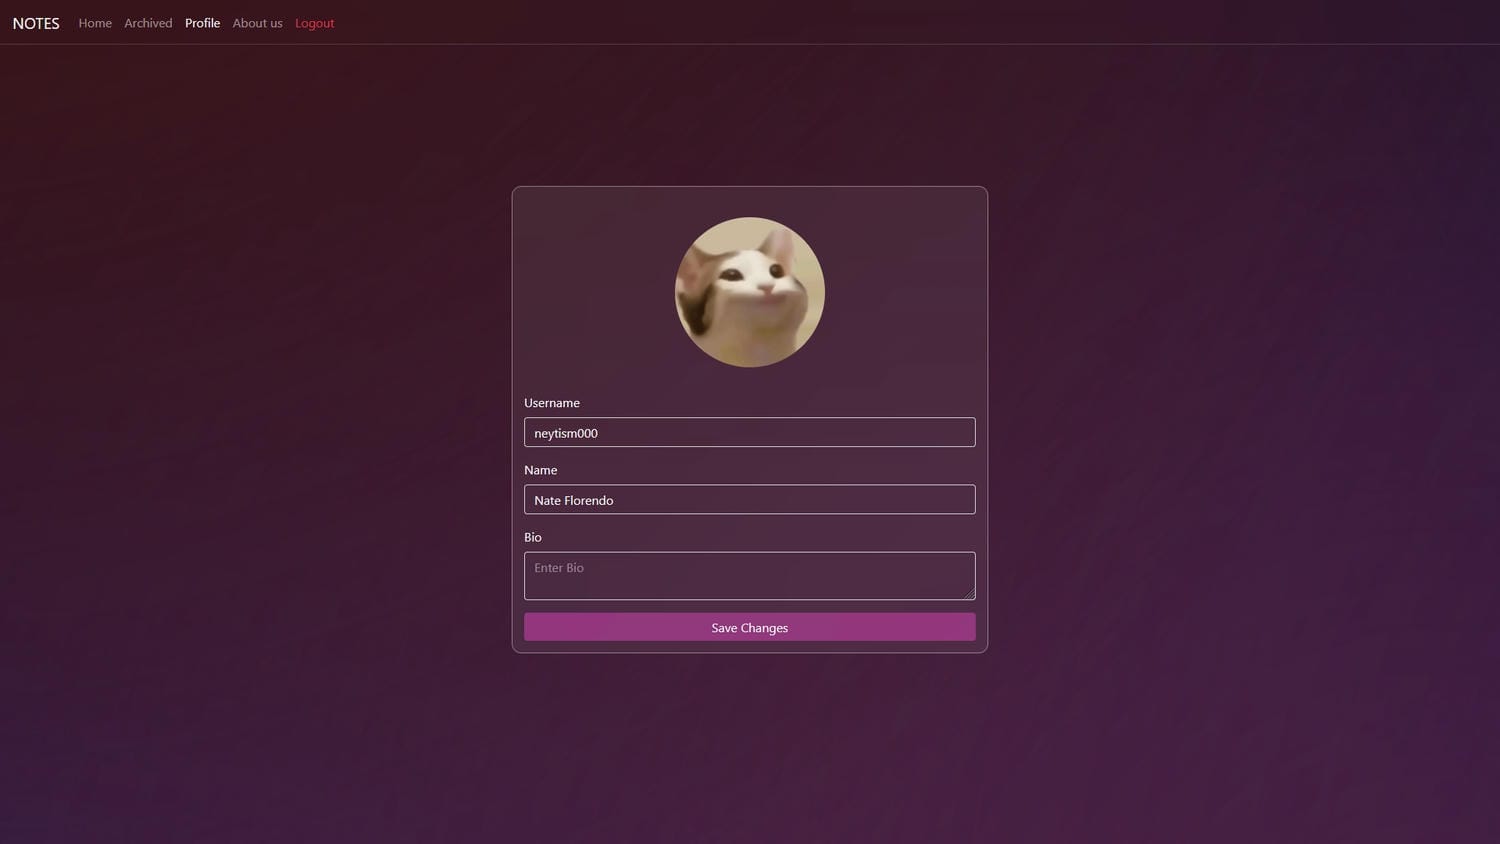 NOTES Home Archived Profile About us Logout
Username
neytism000
Name
Nate Florendo
Bio
Enter Bio
Save Changes